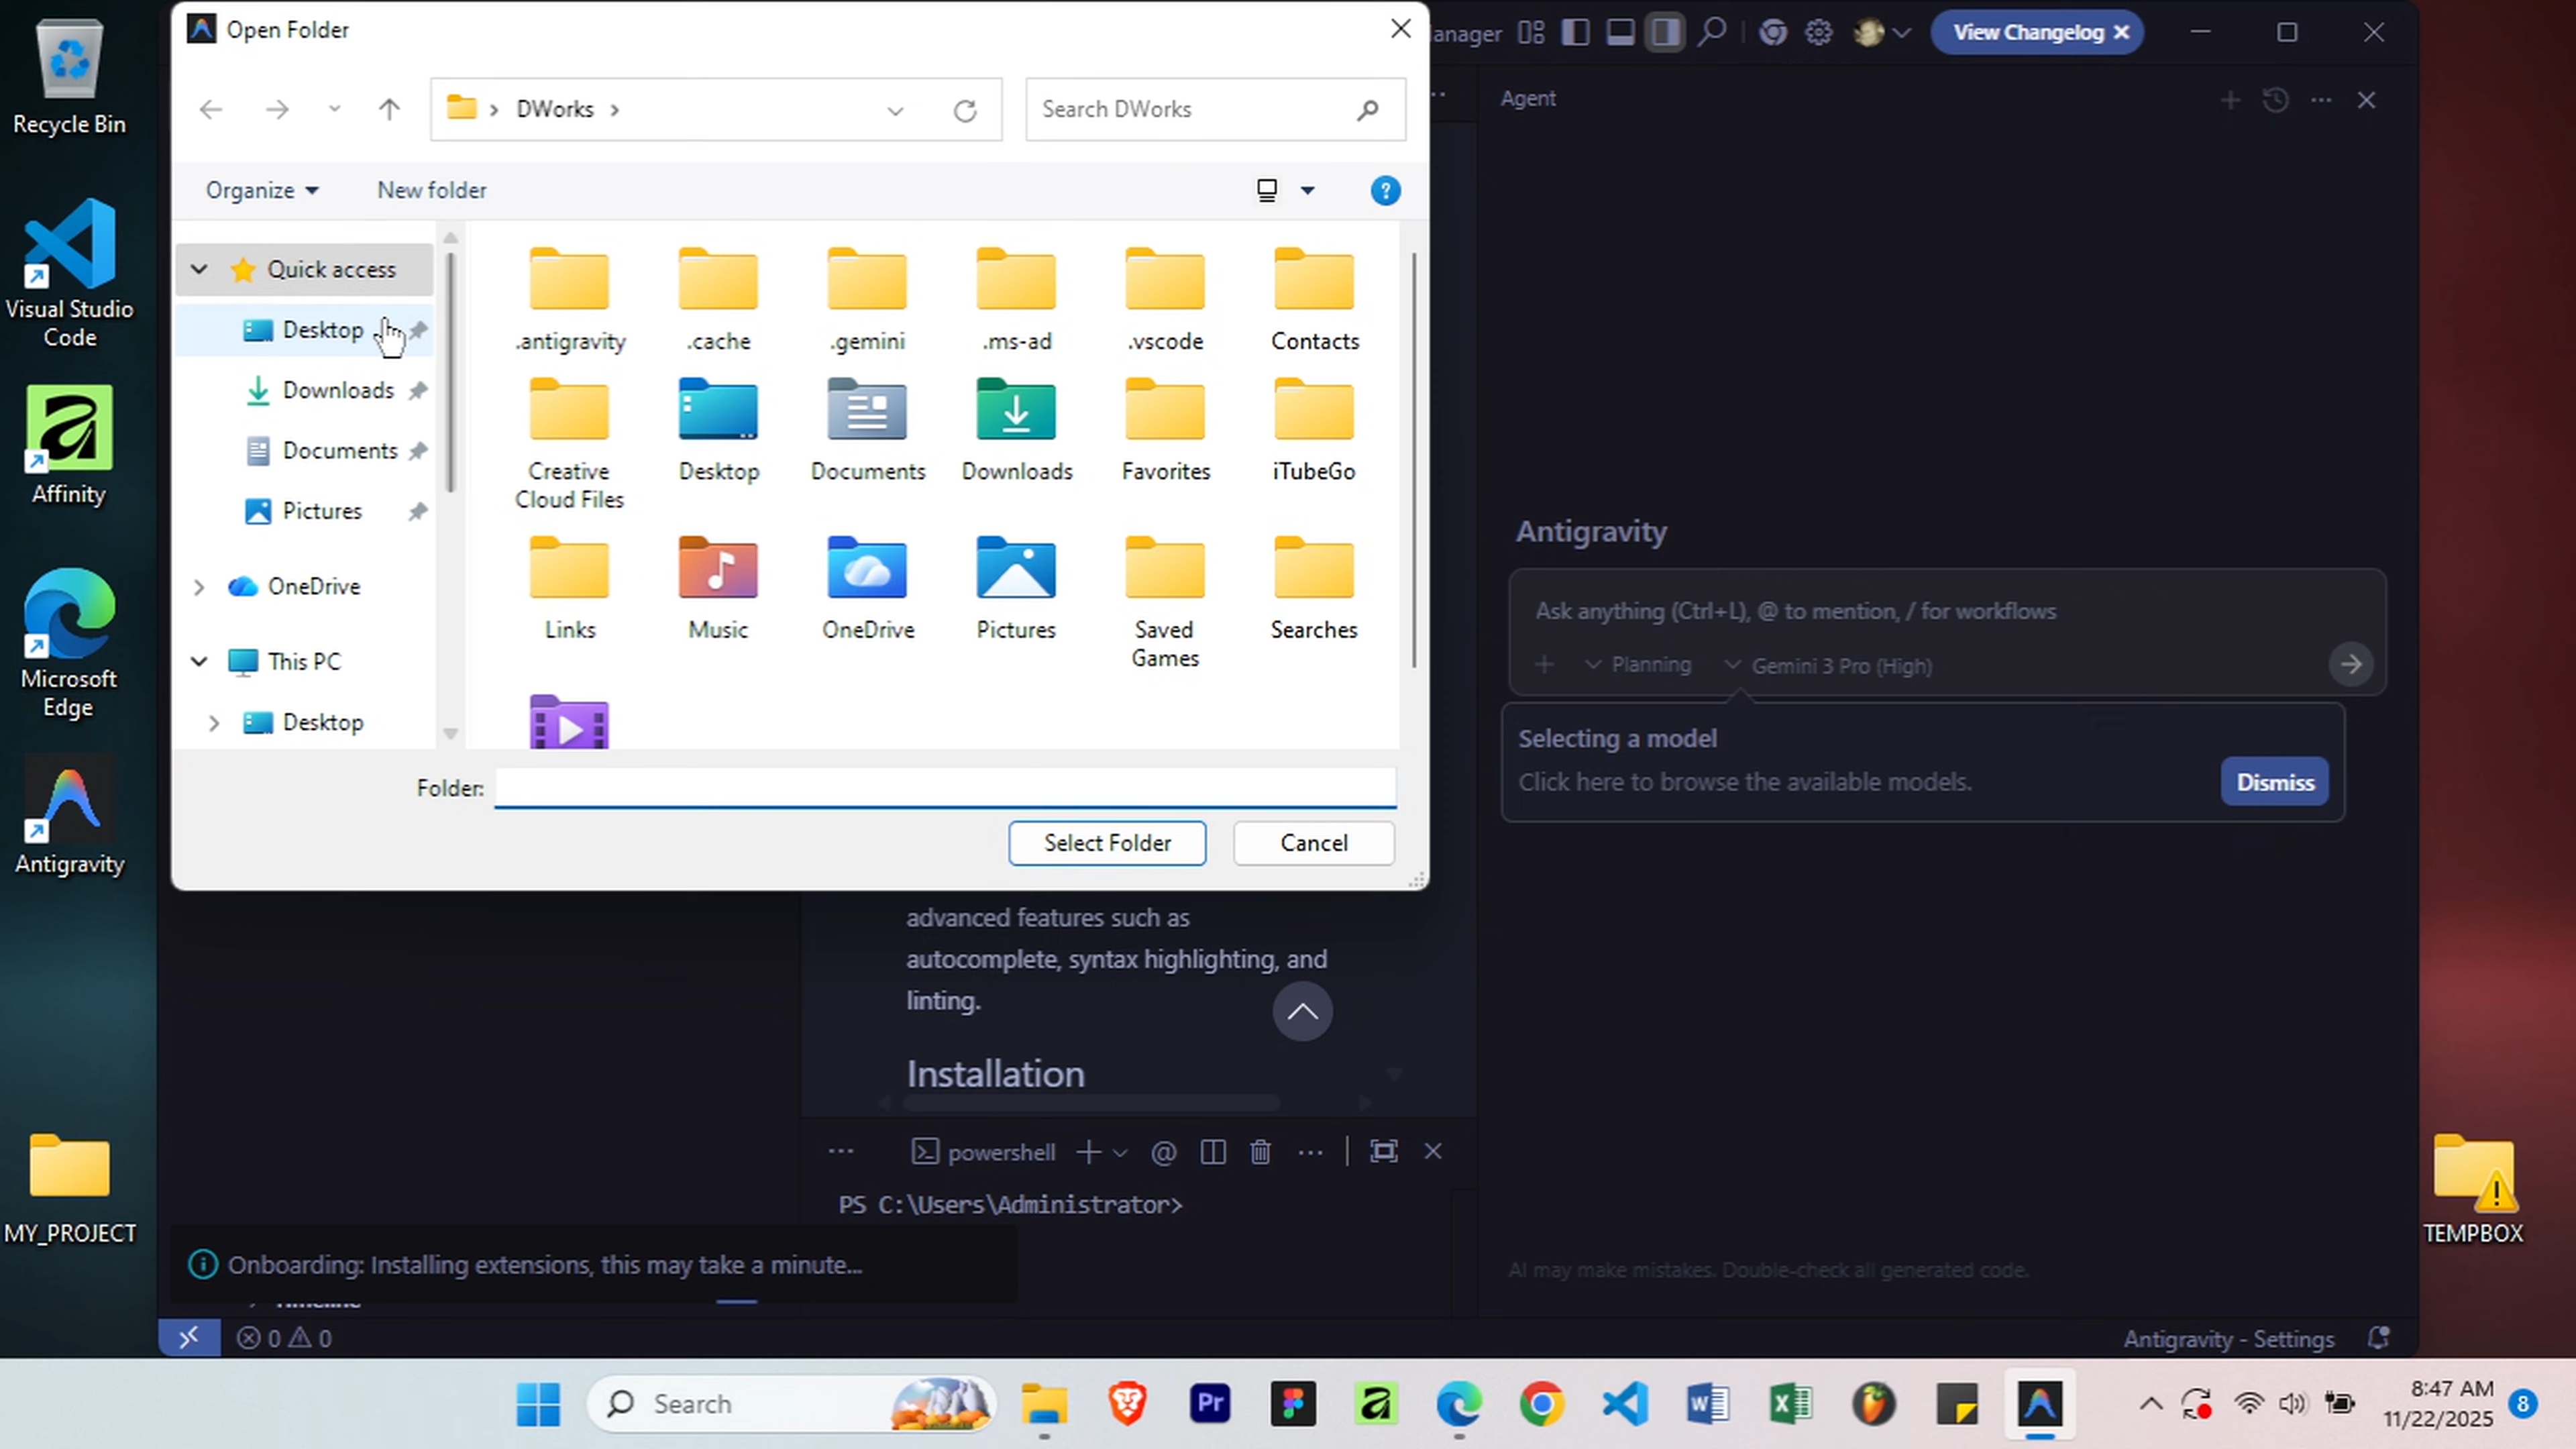 Recycle Bin
Visual Studio
Code
Affinity
Microsoft
Edge
Antigravity
MY_PROJECT
Open Folder
DWorks
Search DWorks
Organize
New folder
Quick access
Desktop
Downloads
Documents
Pictures
OneDrive
This PC
Desktop
.antigravity
.cache
.gemini
.ms-ad
.vscode
Contacts
Creative
Cloud Files
Desktop
Documents
Downloads
Favorites
iTubeGo
Links
Music
OneDrive
Pictures
Saved
Games
Searches
Folder:
Select Folder
Cancel
anager
View Changelog
Agent
Antigravity
Ask anything (Ctrl+L), @ to mention, / for workflows
Planning
Gemini 3 Pro (High)
Selecting a model
Click here to browse the available models.
Dismiss
advanced features such as
autocomplete, syntax highlighting, and
linting.
Installation
powershell
PS C:\Users\Administrator>
AI may make mistakes. Double-check all generated code.
Onboarding: Installing extensions, this may take a minute...
Timeline
0
0
Antigravity - Settings
TEMPBOX
Search
Pr
8:47 AM
11/22/2025
8